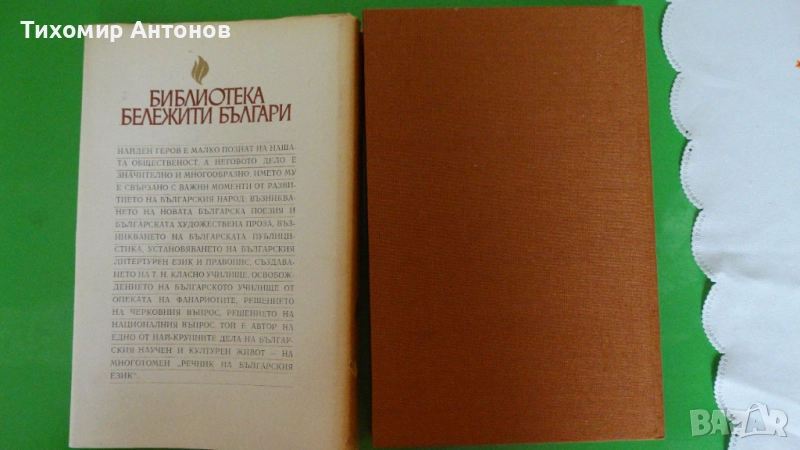 Тихомир Антонов
БИБЛИОТЕКА
БЕЛЕЖИТИ БЪЛГАРИ
НАЙДЕН ГЕРОВ Е МАЛКО ПОЗНАТ НА НАША-
ТА ОБЩЕСТВЕНОСТ, А НЕГОВОТО ДЕЛО Е
ЗНАЧИТЕЛНО И МНОГООБРАЗНО. ИМЕТО МУ
Е СВЪРЗАНО С ВАЖНИ МОМЕНТИ ОТ РАЗВИ-
ТИЕТО НА БЪЛГАРСКИЯ НАРОД: ВЪЗНИКВА-
НЕТО НА НОВАТА БЪЛГАРСКА ПОЕЗИЯ И
БЪЛГАРСКАТА ХУДОЖЕСТВЕНА ПРОЗА, ВЪЗ-
НИКВАНЕТО НА БЪЛГАРСКАТА ПУБЛИЦИ-
СТИКА, УСТАНОВЯВАНЕТО НА БЪЛГАРСКИЯ
ЛИТЕРТУРЕН ЕЗИК И ПРАВОПИС, СЪЗДАВА-
НЕТО НА Т. Н. КЛАСНО УЧИЛИЩЕ, ОСВОБОЖ-
ДЕНИЕТО НА БЪЛГАРСКОТО УЧИЛИЩЕ ОТ
ОПЕКАТА НА ФАНАРИОТИТЕ, РЕШЕНИЕТО
НА ЧЕРКОВНИЯ ВЪПРОС, РЕШЕНИЕТО НА
НАЦИОНАЛНИЯ ВЪПРОС. ТОЙ Е АВТОР НА
ЕДНО ОТ НАЙ-КРУПНИТЕ ДЕЛА НА БЪЛГАР-
СКИЯ НАУЧЕН И КУЛТУРЕН ЖИВОТ — НА
МНОГОТОМЕН „РЕЧНИК НА БЪЛГАРСКИЯ
ЕЗИК“.
BAZAR